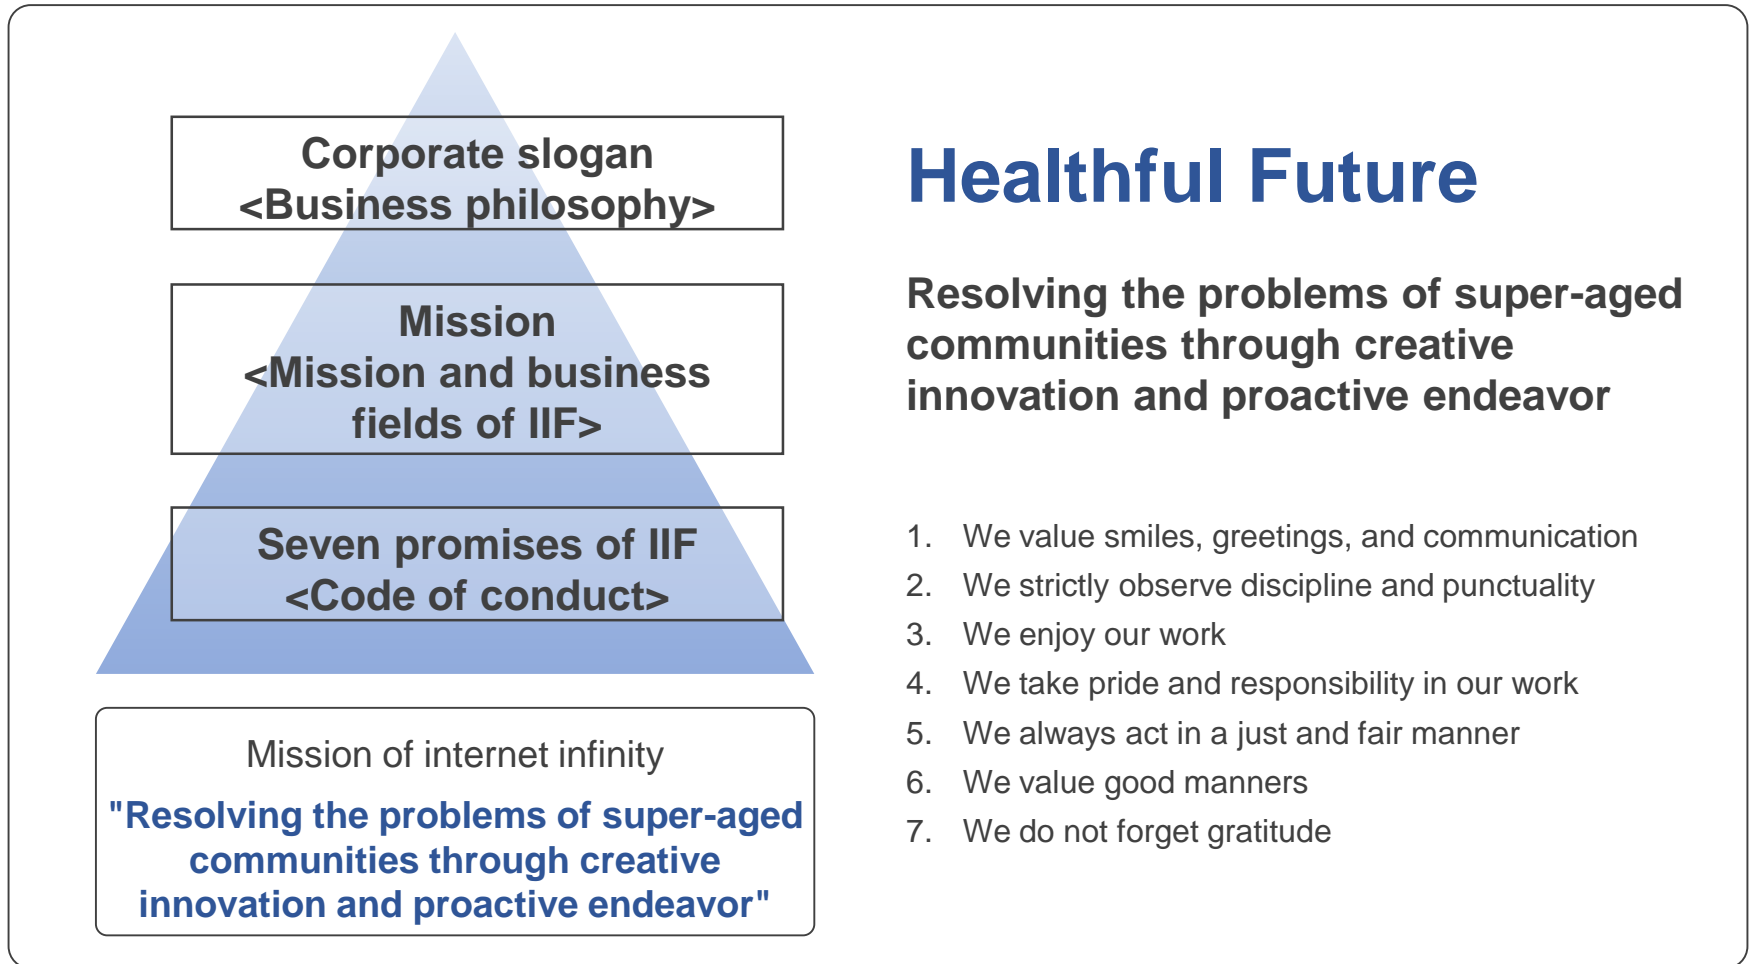 Corporate slogan
<Business philosophy>
Healthful Future
Mission
<Mission and business
fields of IIF>
Resolving the problems of super-aged
communities through creative
innovation and proactive endeavor
Seven promises of IIF
<Code of conduct>
1. We value smiles, greetings, and communication
2. We strictly observe discipline and punctuality
3. We enjoy our work
4. We take pride and responsibility in our work
5. We always act in a just and fair manner
6. We value good manners
7. We do not forget gratitude
Mission of internet infinity
"Resolving the problems of super-aged
communities through creative
innovation and proactive endeavor"